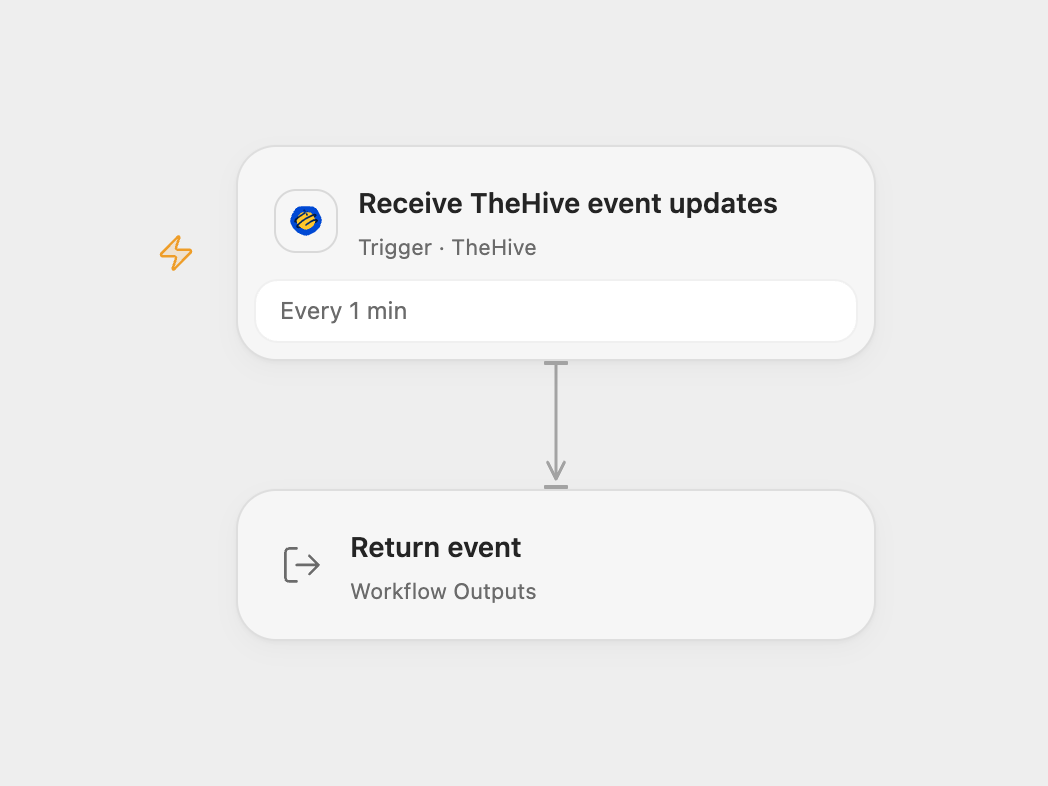 Receive TheHive event updates
Trigger · TheHive
Every 1 min
Return event
Workflow Outputs